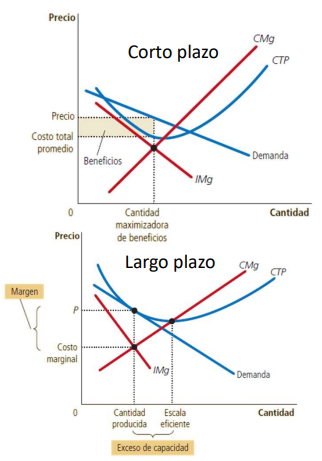 Precio
Corto plazo
CMg
CTP
Precio
Costo total
promedio
Beneficios
Demanda
IMg
0
Cantidad
maximizadora
de beneficios
Cantidad
Precio
Largo plazo
CMg
CTP
Margen
P
Costo
marginal
IMg
Demanda
0
Cantidad
producida
Escala
eficiente
Cantidad
Exceso de capacidad